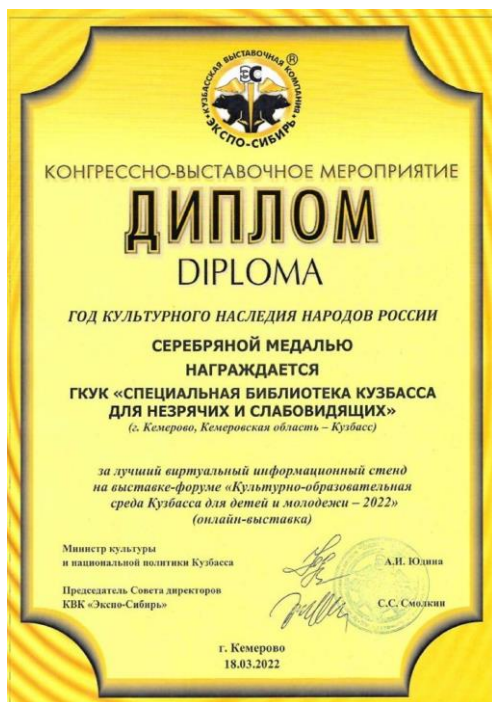 КУЗБАССКАЯ ВЫСТАВОЧНАЯ КОМПАНИЯ
®
ЭС
ЭКСПО-СИБИРЬ
КОНГРЕССНО-ВЫСТАВОЧНОЕ МЕРОПРИЯТИЕ
ДИПЛОМ
DIPLOMA
ГОД КУЛЬТУРНОГО НАСЛЕДИЯ НАРОДОВ РОССИИ
СЕРЕБРЯНОЙ МЕДАЛЬЮ
НАГРАЖДАЕТСЯ
ГКУК «СПЕЦИАЛЬНАЯ БИБЛИОТЕКА КУЗБАССА
ДЛЯ НЕЗРЯЧИХ И СЛАБОВИДЯЩИХ»
(г. Кемерово, Кемеровская область – Кузбасс)
за лучший виртуальный информационный стенд
на выставке-форуме «Культурно-образовательная
среда Кузбасса для детей и молодежи – 2022»
(онлайн-выставка)
Министр культуры
и национальной политики Кузбасса
А.И. Юдина
Председатель Совета директоров
КВК «Экспо-Сибирь»
С.С. Смолкин
г. Кемерово
18.03.2022